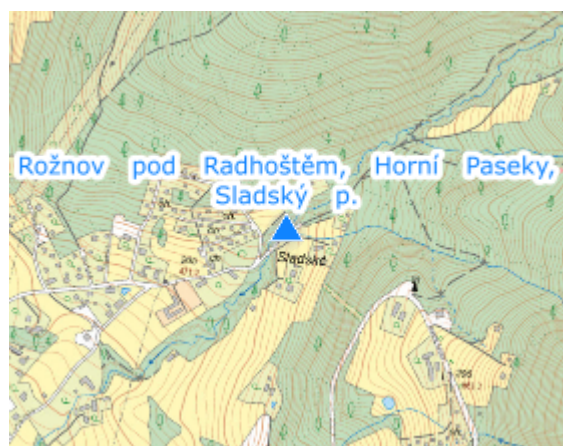 Rožnov pod Radhoštěm, Horní Paseky,
Sladský p.
Sladské